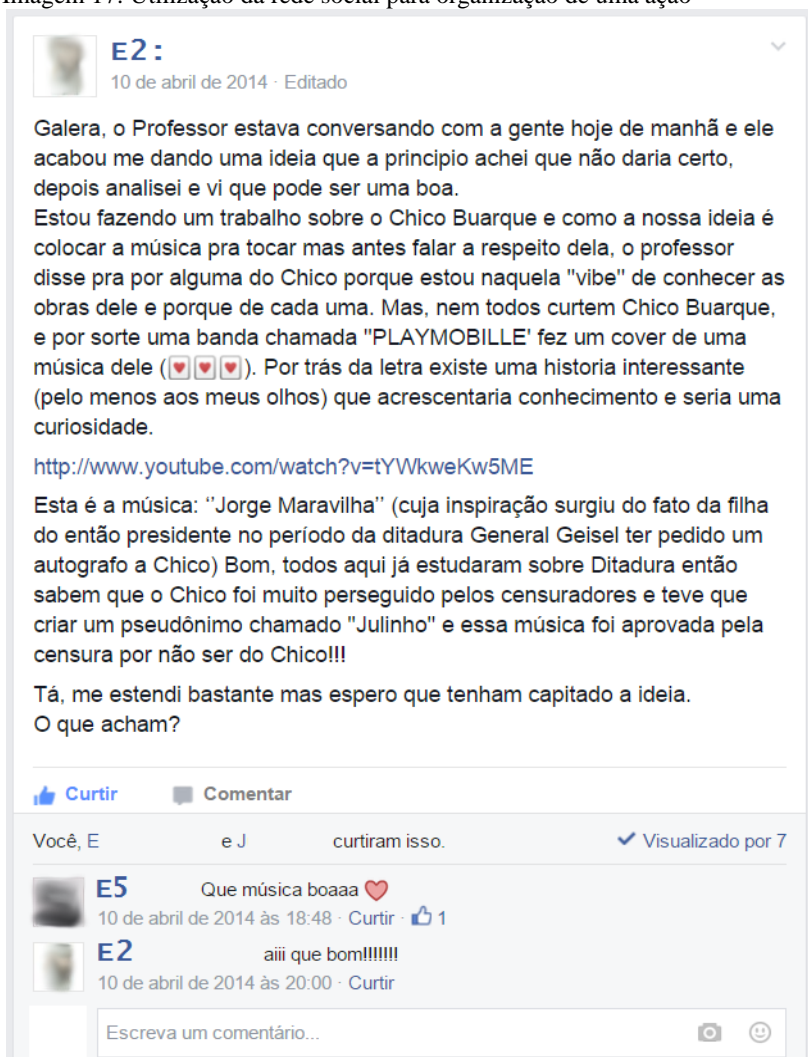 Imagem 17: Utilização da rede social para organização de uma ação
E2:
10 de abril de 2014 · Editado
Galera, o Professor estava conversando com a gente hoje de manhã e ele
acabou me dando uma ideia que a principio achei que não daria certo,
depois analisei e vi que pode ser uma boa.
Estou fazendo um trabalho sobre o Chico Buarque e como a nossa ideia é
colocar a música pra tocar mas antes falar a respeito dela, o professor
disse pra por alguma do Chico porque estou naquela "vibe" de conhecer as
obras dele e porque de cada uma. Mas, nem todos curtem Chico Buarque,
e por sorte uma banda chamada "PLAYMOBILLE' fez um cover de uma
música dele (♥♥♥). Por trás da letra existe uma historia interessante
(pelo menos aos meus olhos) que acrescentaria conhecimento e seria uma
curiosidade.
http://www.youtube.com/watch?v=tYWkweKw5ME
Esta é a música: ‘’Jorge Maravilha’’ (cuja inspiração surgiu do fato da filha
do então presidente no período da ditadura General Geisel ter pedido um
autografo a Chico) Bom, todos aqui já estudaram sobre Ditadura então
sabem que o Chico foi muito perseguido pelos censuradores e teve que
criar um pseudônimo chamado "Julinho" e essa música foi aprovada pela
censura por não ser do Chico!!!
Tá, me estendi bastante mas espero que tenham capitado a ideia.
O que acham?
Curtir Comentar
Você, E e J curtiram isso. Visualizado por 7
E5 Que música boaaa ♥
10 de abril de 2014 às 18:48 · Curtir · 1
E2 aiii que bom!!!!!!!
10 de abril de 2014 às 20:00 · Curtir
Escreva um comentário...